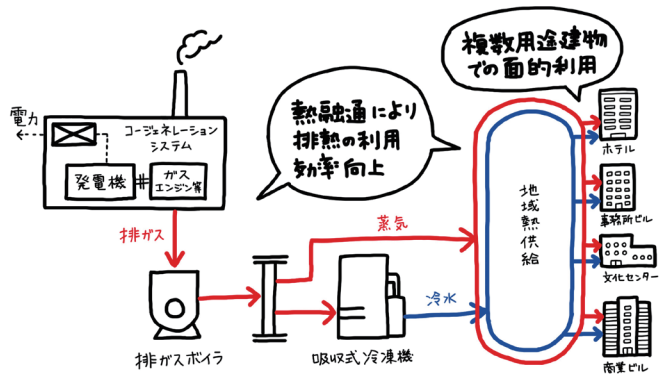 複数用途建物
での面的利用
熱融通により
排熱の利用
効率向上
電力
コージェネレーション
システム
発電機
ガス
エンジン等
排ガス
蒸気
冷水
排ガスボイラ
吸収式冷凍機
地域熱供給
ホテル
事務所ビル
文化センター
商業ビル